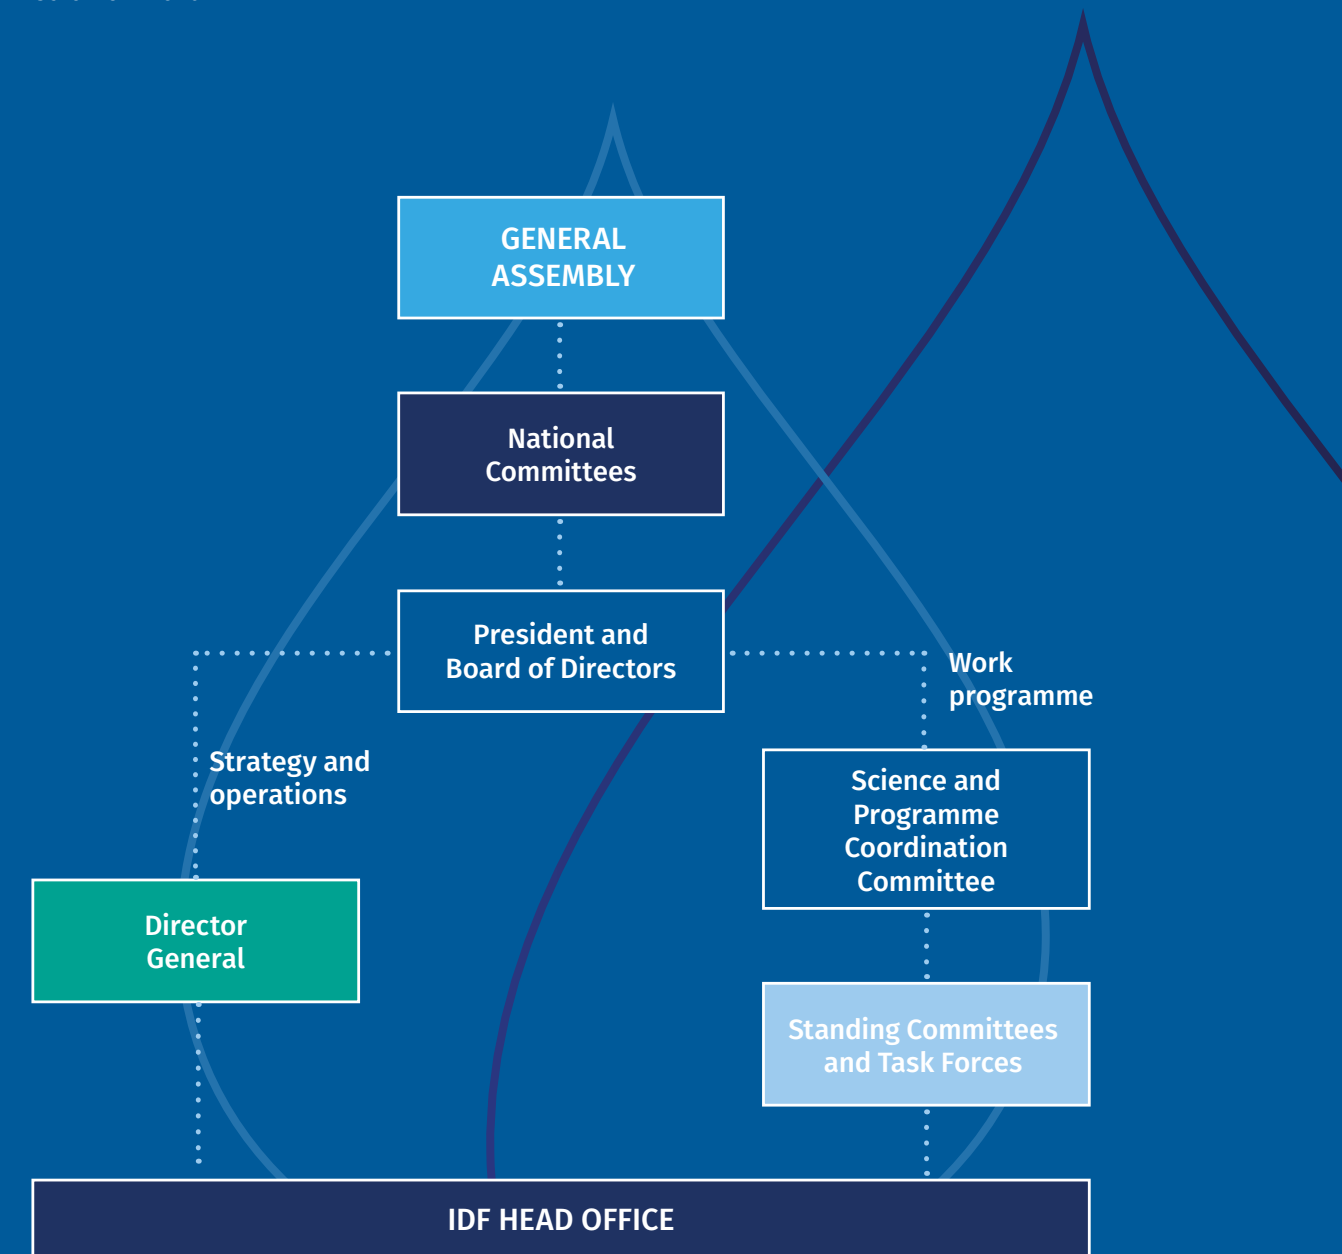 GENERAL
ASSEMBLY
National
Committees
President and
Board of Directors
Work
programme
Strategy and
operations
Science and
Programme
Coordination
Committee
Director
General
Standing Committees
and Task Forces
IDF HEAD OFFICE